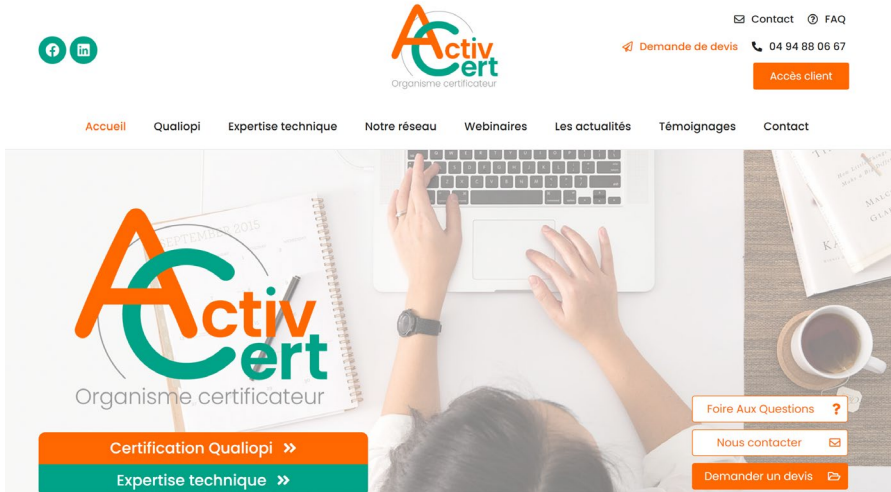 Contact FAQ
Demande de devis 04 94 88 06 67
Accès client
Activ
Cert
Organisme certificateur
Accueil Qualiopi Expertise technique Notre réseau Webinaires Les actualités Témoignages Contact
SEPTEMBER 2015
Activ
Cert
Organisme certificateur
Certification Qualiopi »
Expertise technique »
Foire Aux Questions ?
Nous contacter
Demander un devis